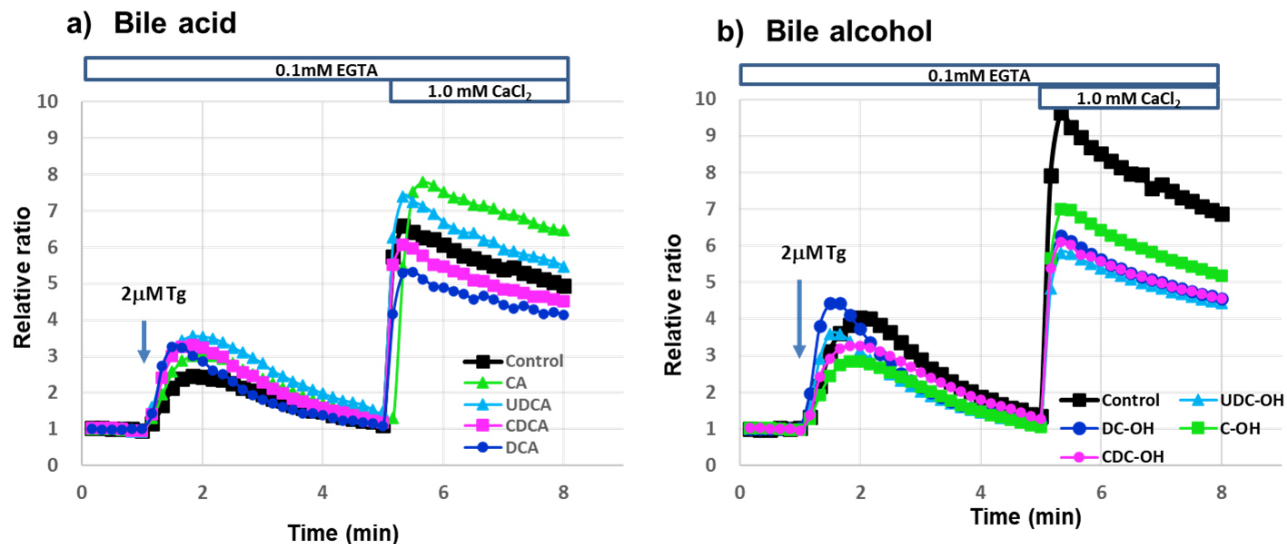 a) Bile acid
0.1mM EGTA
1.0 mM CaCl₂
10
9
8
7
6
5
4
3
2
1
0
Relative ratio
2µM Tg
Control
CA
UDCA
CDCA
DCA
0 2 4 6 8
Time (min)
b) Bile alcohol
0.1mM EGTA
1.0 mM CaCl₂
10
9
8
7
6
5
4
3
2
1
0
Relative ratio
2µM Tg
Control UDC-OH
DC-OH C-OH
CDC-OH
0 2 4 6 8
Time (min)